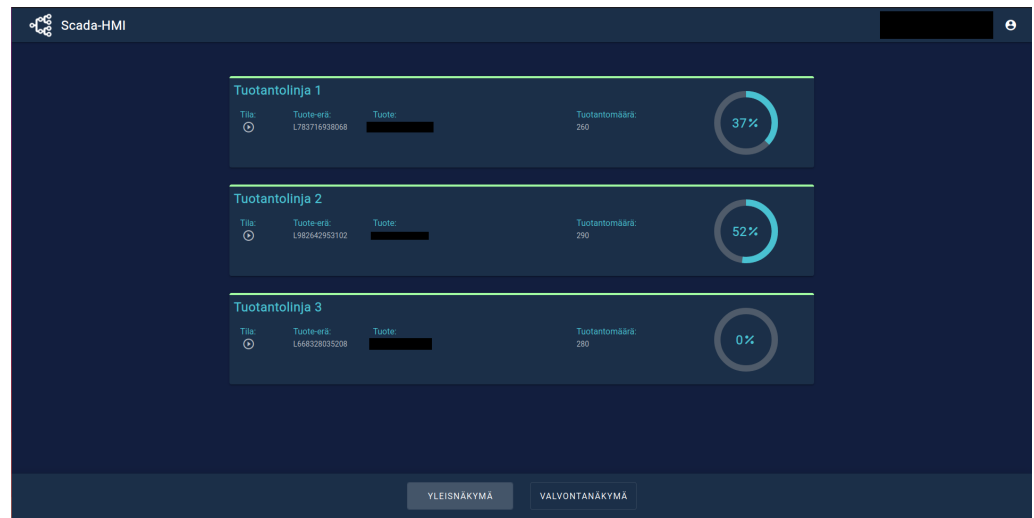 Scada-HMI
Tuotantolinja 1
Tila: Tuote-erä: Tuote: Tuotantomäärä:
L783716938068 260
37%
Tuotantolinja 2
Tila: Tuote-erä: Tuote: Tuotantomäärä:
L982642953102 290
52%
Tuotantolinja 3
Tila: Tuote-erä: Tuote: Tuotantomäärä:
L668328035208 280
0%
YLEISNÄKYMÄ VALVONTANÄKYMÄ